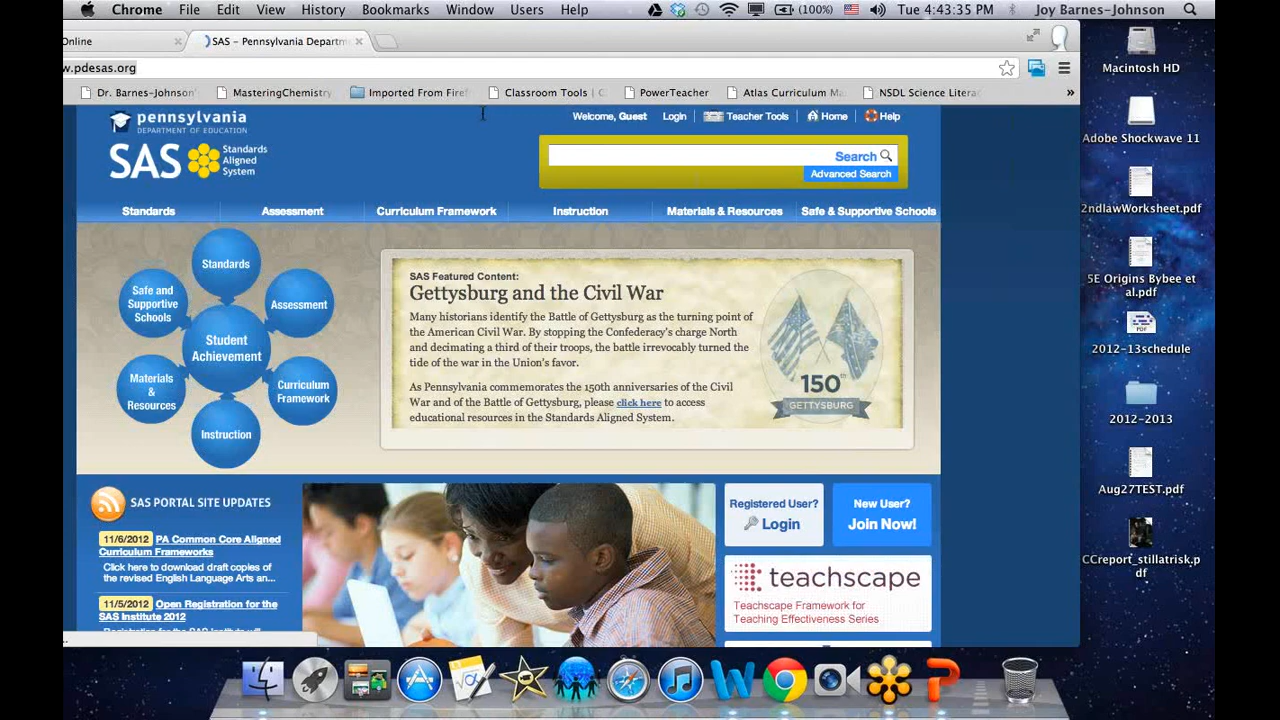 Chrome File Edit View History Bookmarks Window Users Help (100%) Tue 4:43:35 PM Joy Barnes-Johnson
Online SAS – Pennsylvania Departm
w.pdesas.org
Dr. Barnes-Johnson' MasteringChemistry Imported From Firef Classroom Tools | G PowerTeacher Atlas Curriculum Ma NSDL Science Litera »
pennsylvania
DEPARTMENT OF EDUCATION
SAS Standards
Aligned
System
Welcome, Guest Login Teacher Tools Home Help
Search
Advanced Search
Standards Assessment Curriculum Framework Instruction Materials & Resources Safe & Supportive Schools
Standards
Safe and
Supportive
Schools
Assessment
Student
Achievement
Materials
&
Resources
Curriculum
Framework
Instruction
SAS Featured Content:
Gettysburg and the Civil War
Many historians identify the Battle of Gettysburg as the turning point of
the American Civil War. By stopping the Confederacy's charge North
and decimating a third of their troops, the battle irrevocably turned the
tide of the war in the Union's favor.
As Pennsylvania commemorates the 150th anniversaries of the Civil
War and of the Battle of Gettysburg, please click here to access
educational resources in the Standards Aligned System.
150th
GETTYSBURG
SAS PORTAL SITE UPDATES
11/6/2012 PA Common Core Aligned
Curriculum Frameworks
Click here to download draft copies of
the revised English Language Arts an...
11/5/2012 Open Registration for the
SAS Institute 2012
Registration for the SAS Institute will
Registered User?
Login
New User?
Join Now!
teachscape
Teachscape Framework for
Teaching Effectiveness Series
Macintosh HD
Adobe Shockwave 11
2ndlawWorksheet.pdf
5E Origins Bybee et
al.pdf
PDF
2012-13schedule
2012-2013
Aug27TEST.pdf
CCreport_stillatrisk.p
df